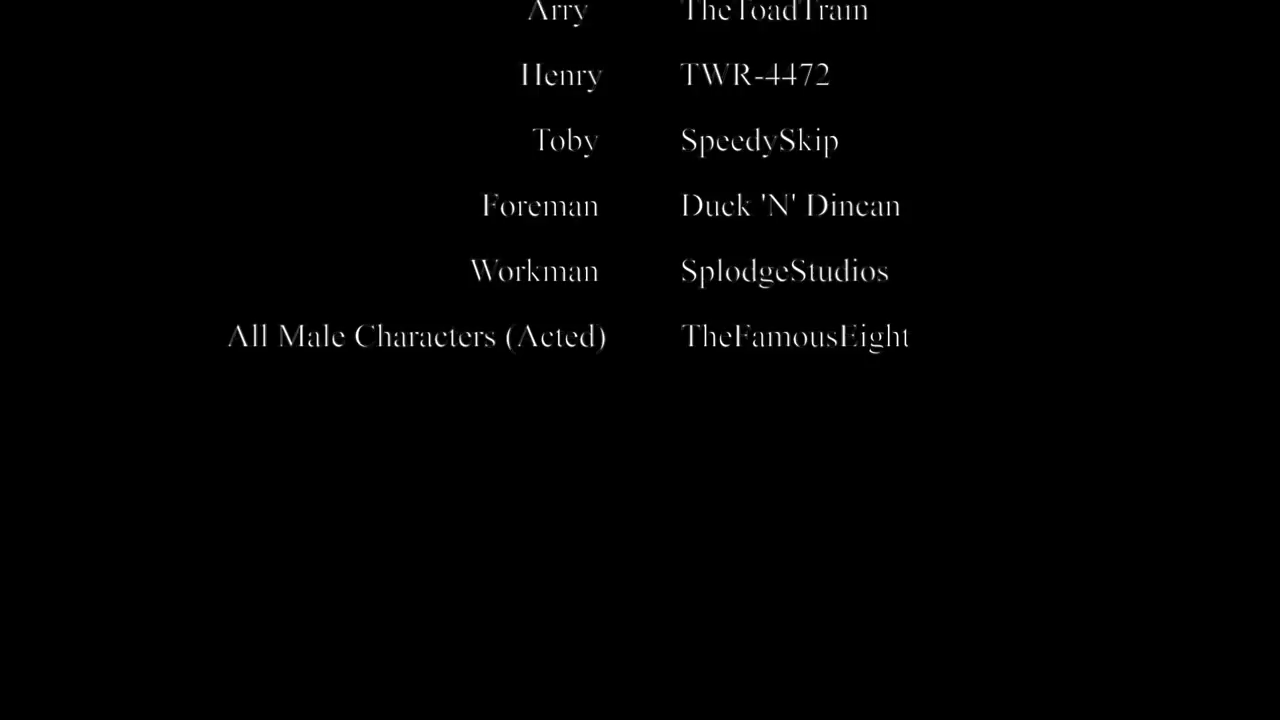 Arry TheToadTrain
Henry TWR-4472
Toby SpeedySkip
Foreman Duck 'N' Dincan
Workman SplodgeStudios
All Male Characters (Acted) TheFamousEight